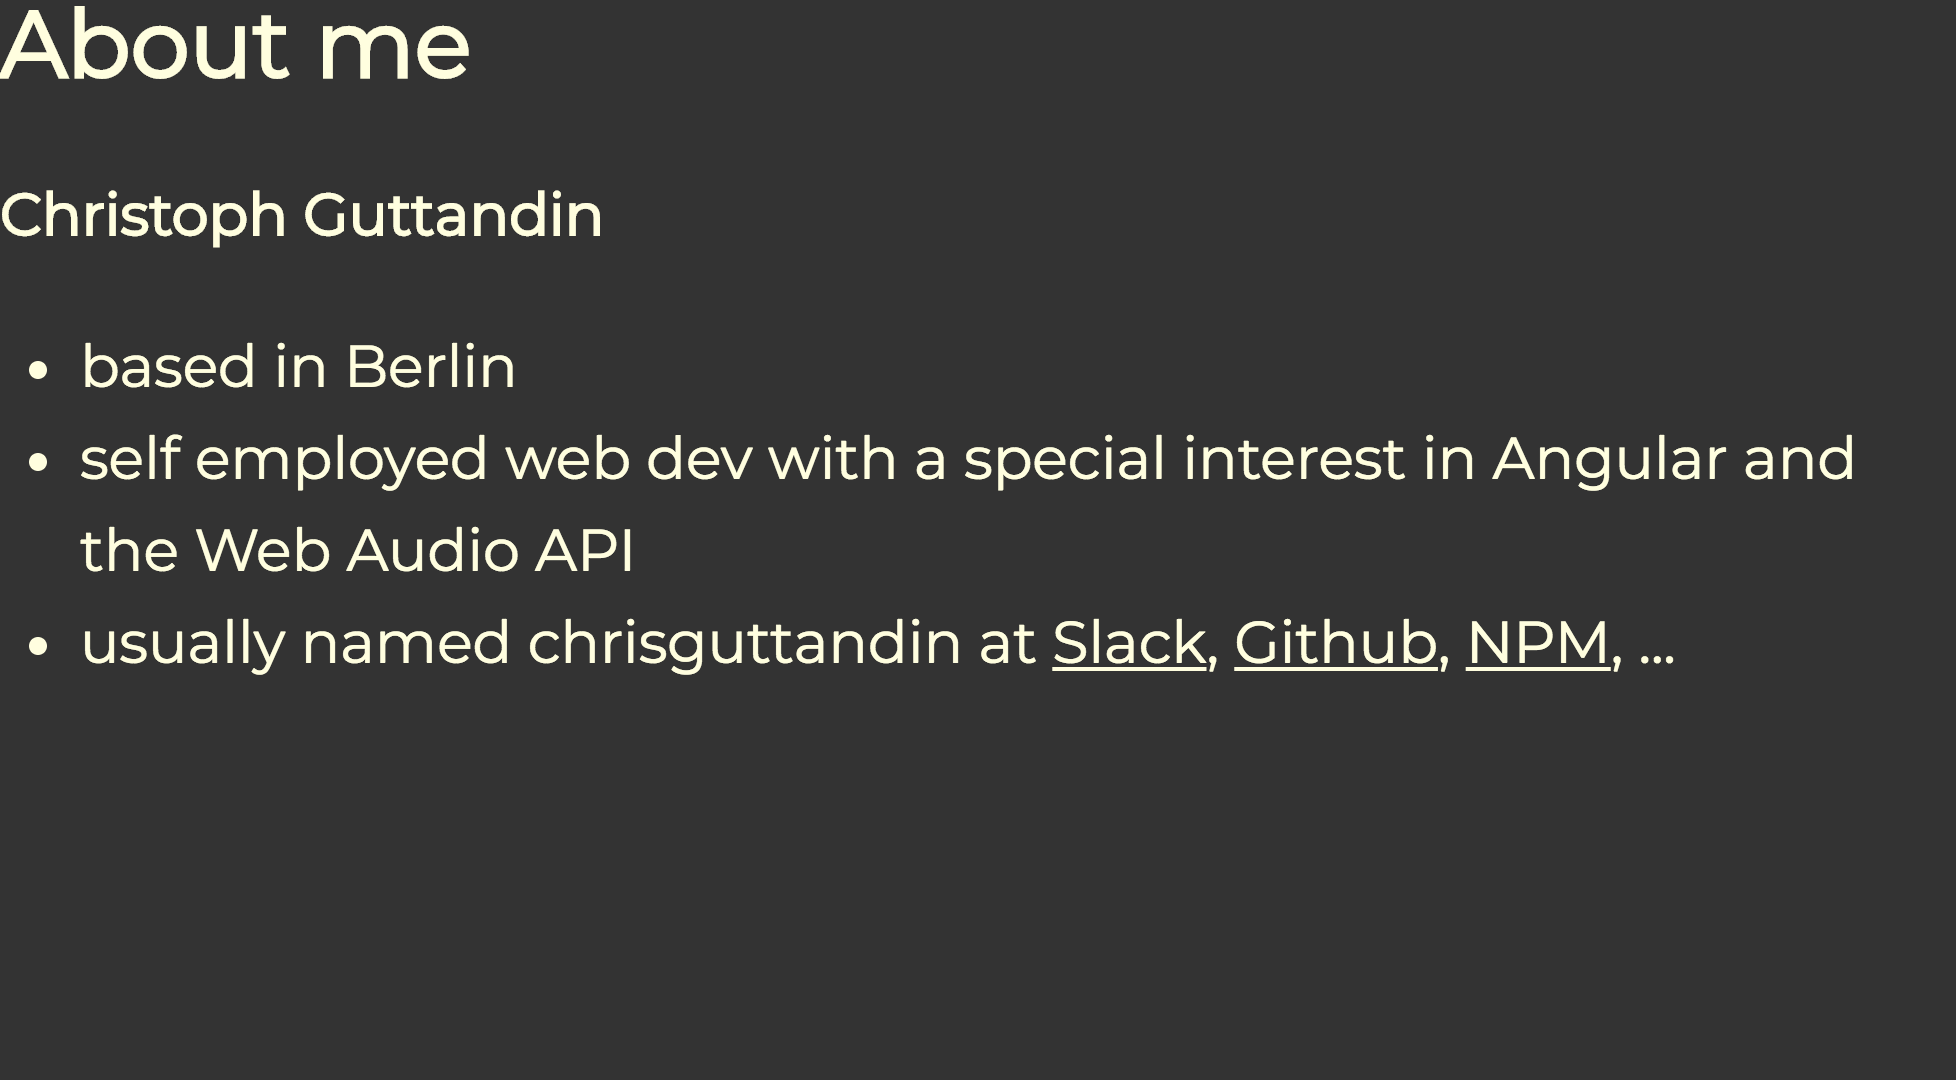 About me
Christoph Guttandin
• based in Berlin
• self employed web dev with a special interest in Angular and
the Web Audio API
• usually named chrisguttandin at Slack, Github, NPM, ...